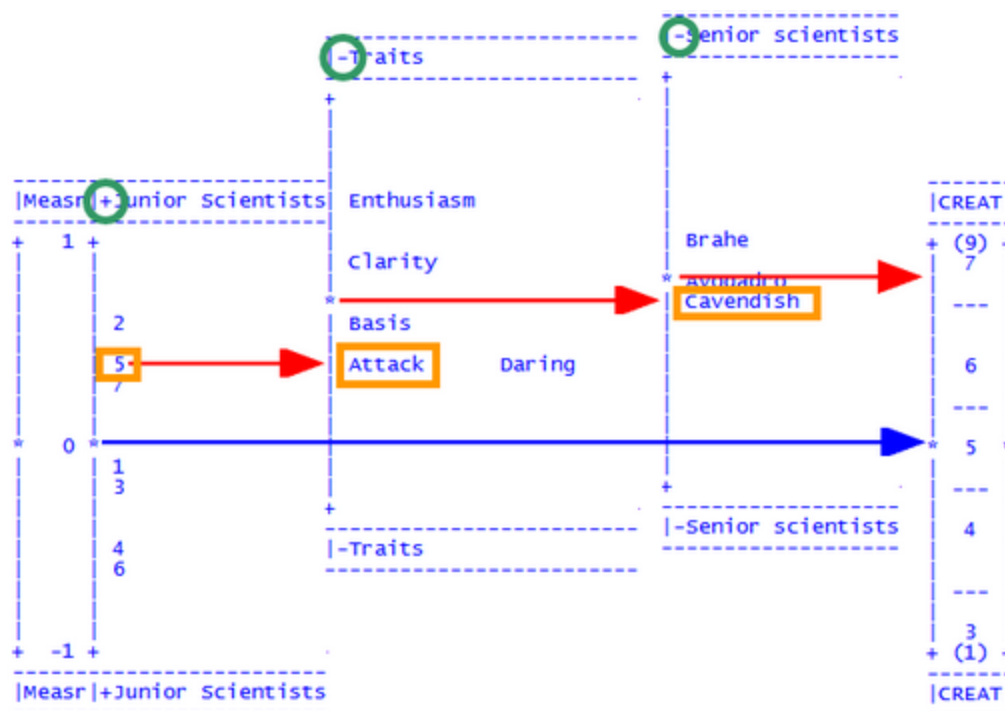 |-Senior scientists
|-Traits
+
+
|Measr|+Junior Scientists| Enthusiasm
|CREAT
+ 1 +
Brahe
+ (9)
Clarity
7
* Avogadro
*
Cavendish
---
2
Basis
5
Attack Daring
6
7
---
* 0 *
* 5
1
3
+
---
+
|-Senior scientists
4
4
|-Traits
6
---
3
+ -1 +
+ (1)
|Measr|+Junior Scientists
|CREAT